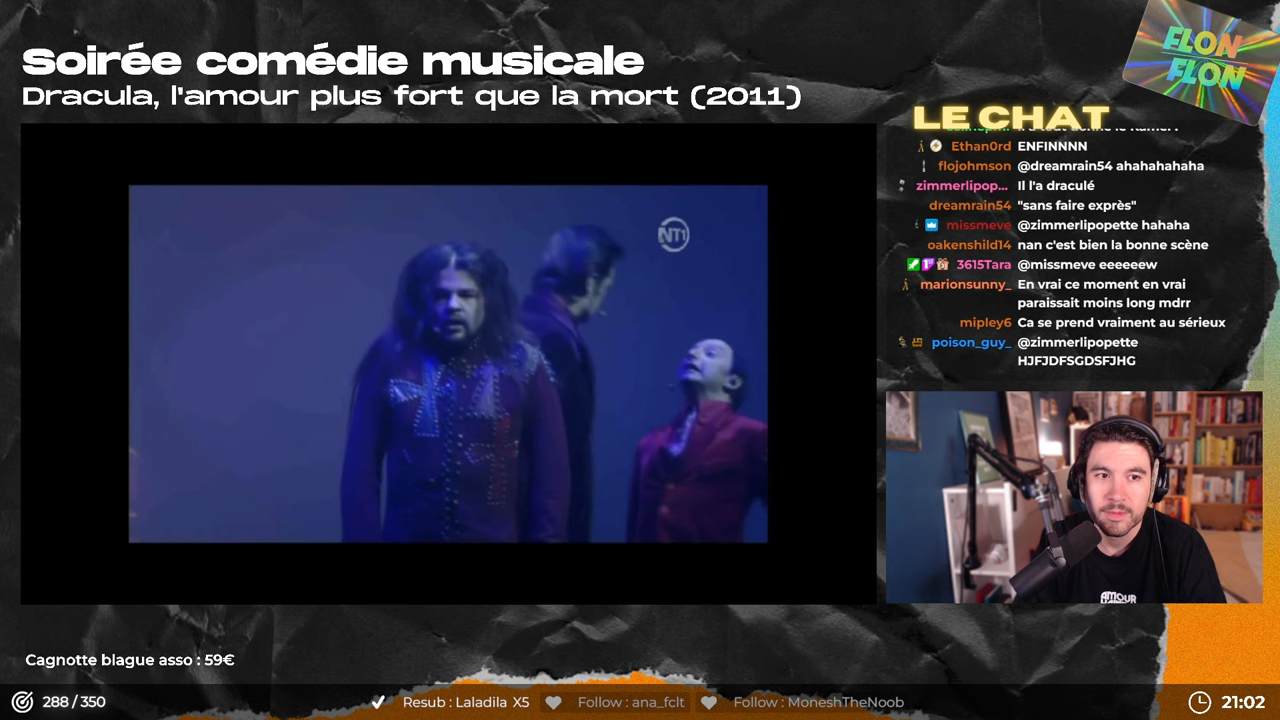 Soirée comédie musicale
Dracula, l'amour plus fort que la mort (2011)
FLON
FLON
LE CHAT
Ethan0rd ENFINNNN
flojohmson @dreamrain54 ahahahahaha
zimmerlipop... Il l'a draculé
dreamrain54 "sans faire exprès"
missmeve @zimmerlipopette hahaha
oakenshild14 nan c'est bien la bonne scène
3615Tara @missmeve eeeeeew
marionsunny_ En vrai ce moment en vrai
paraissait moins long mdrr
mipley6 Ca se prend vraiment au sérieux
poison_guy_ @zimmerlipopette
HJFJDFSGDSFJHG
NT1
AMOUR
Cagnotte blague asso : 59€
288 / 350
Resub : Laladila X5
Follow : ana_fclt
Follow : MoneshTheNoob
21:02